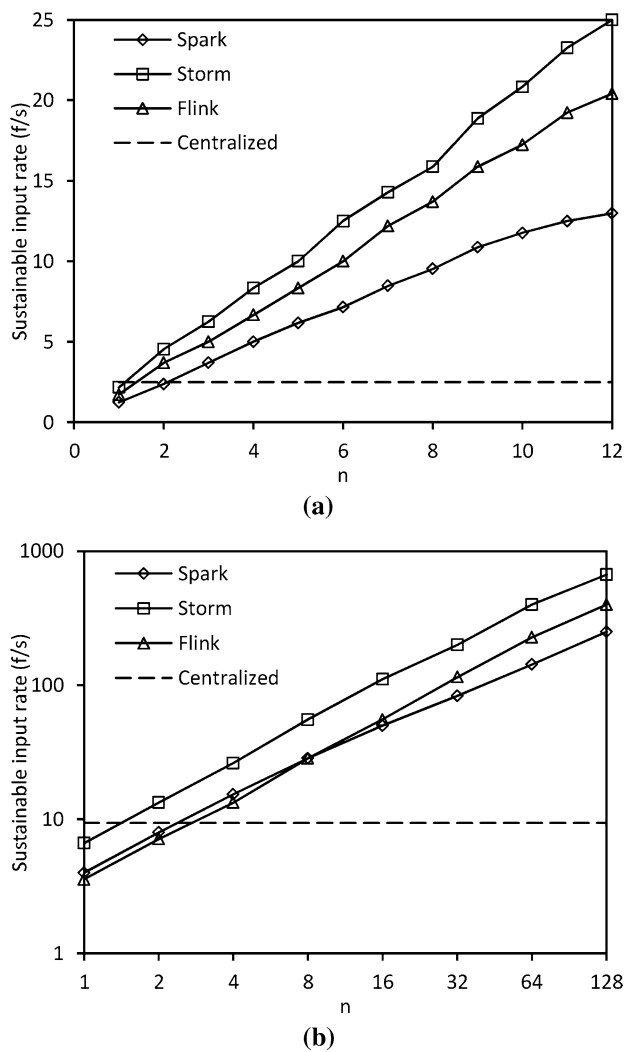 25
20
15
10
5
0
Sustainable input rate (f/s)
Spark
Storm
Flink
Centralized
0 2 4 6 8 10 12
n
(a)
1000
100
10
1
Sustainable input rate (f/s)
Spark
Storm
Flink
Centralized
1 2 4 8 16 32 64 128
n
(b)